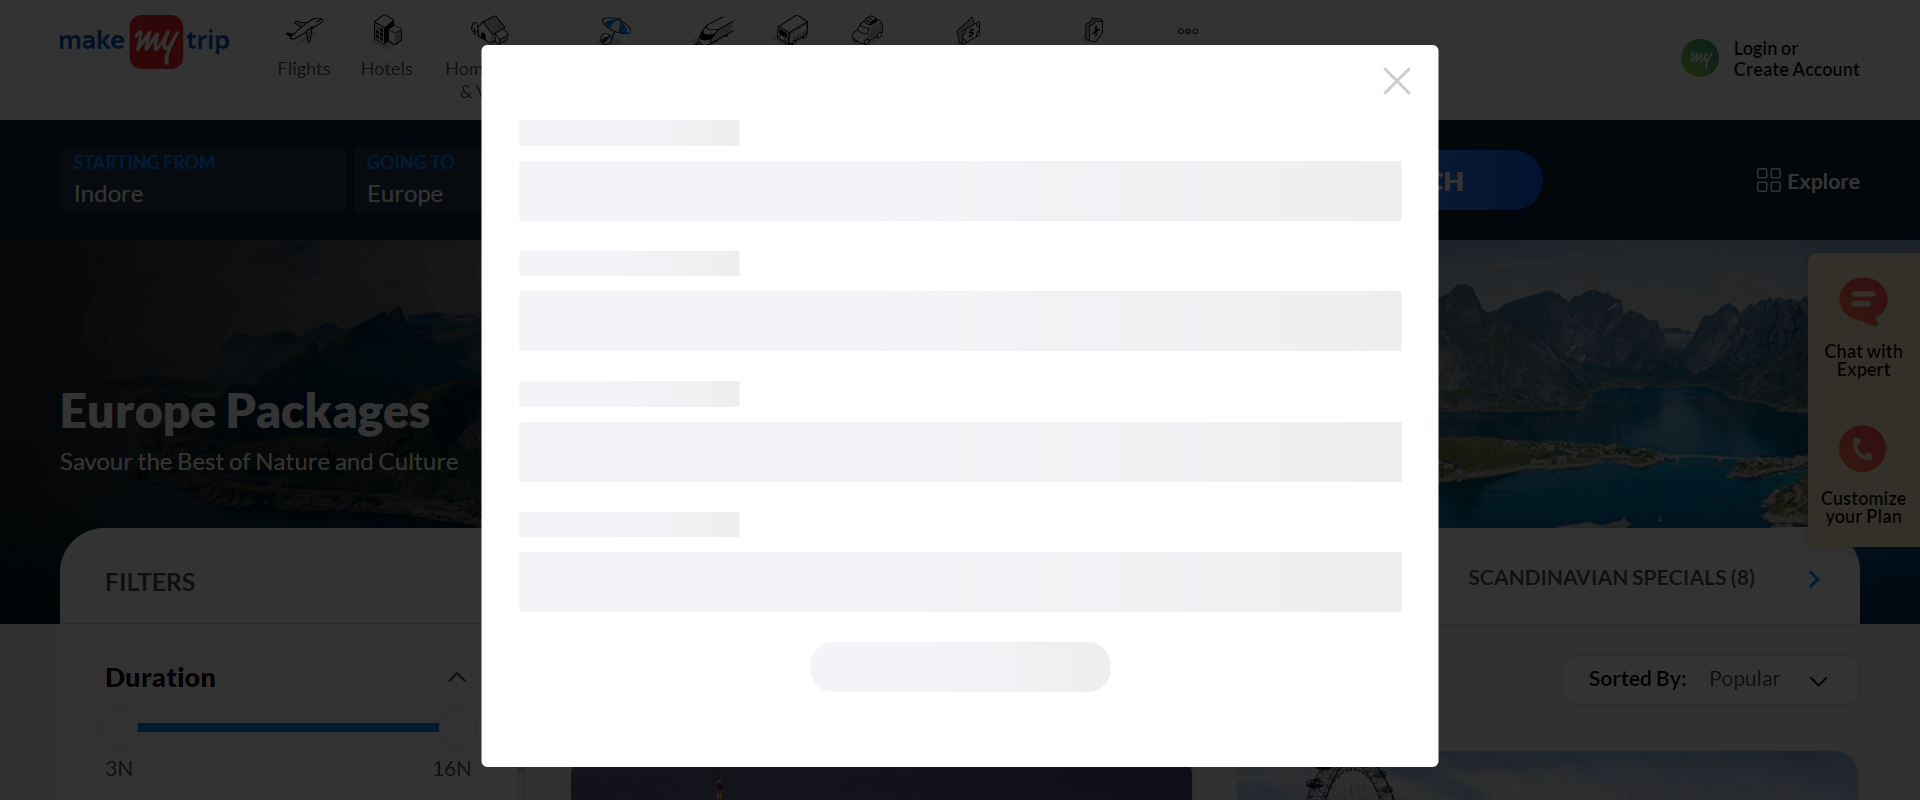 make my trip
Flights
Hotels
Login or
Create Account
STARTING FROM
Indore
GOING TO
Europe
Explore
Europe Packages
Savour the Best of Nature and Culture
Chat with
Expert
Customize
your Plan
FILTERS
SCANDINAVIAN SPECIALS (8)
Duration
Sorted By: Popular
3N
16N